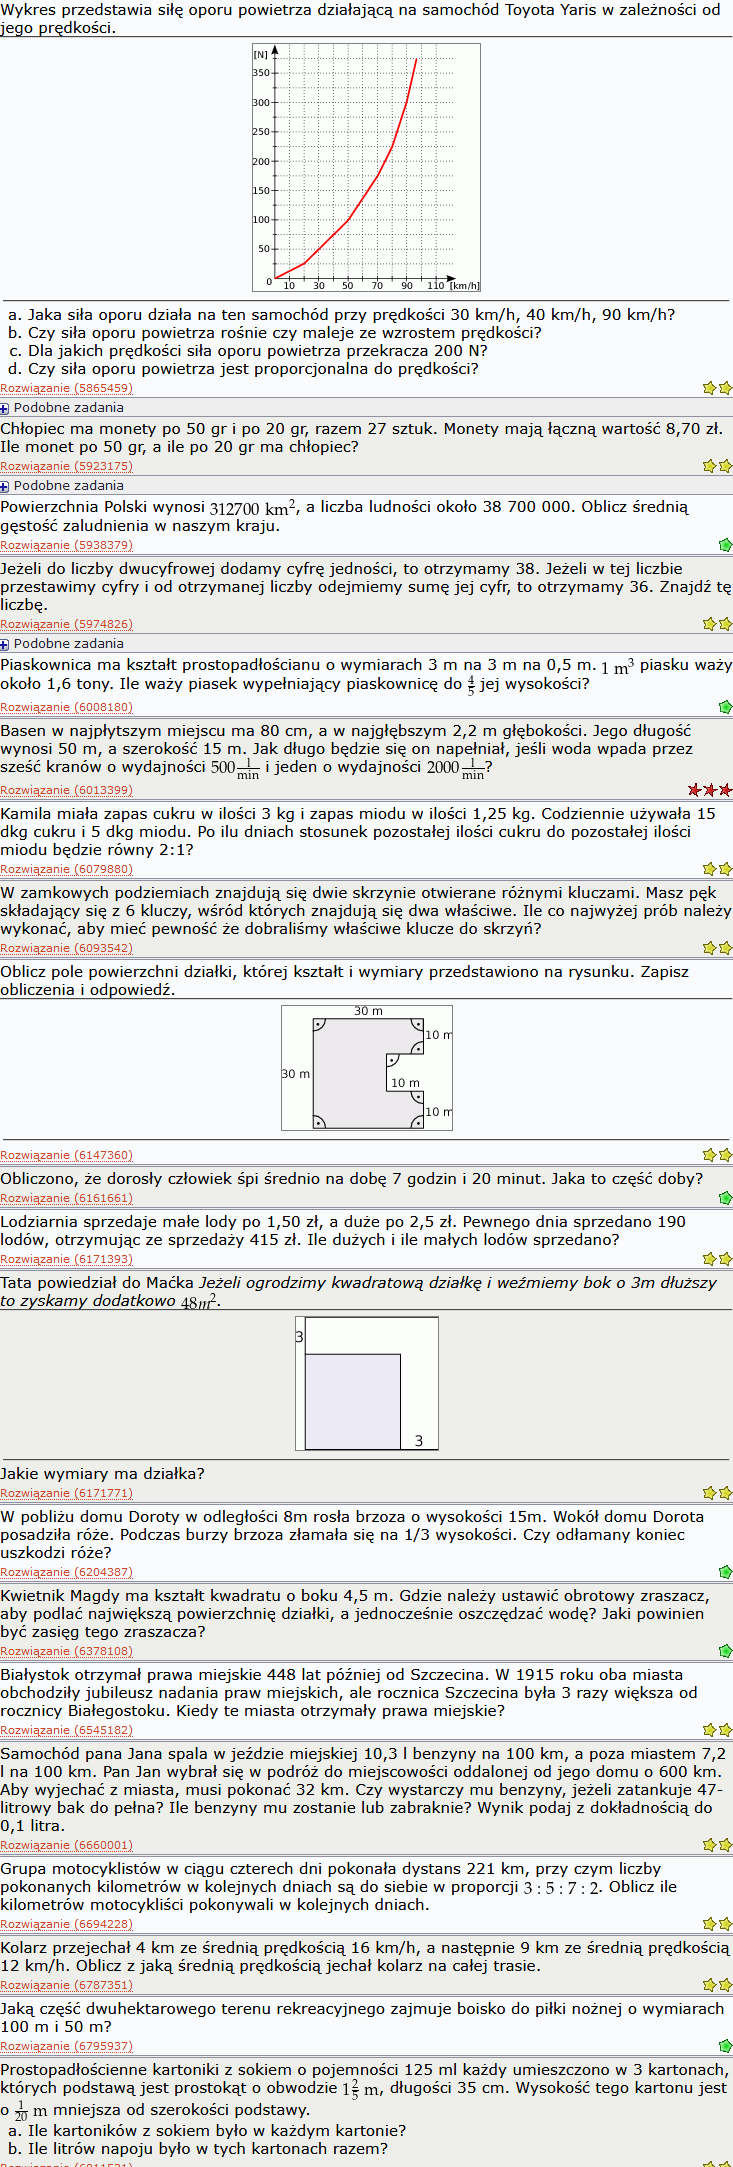 Wykres przedstawia siłę oporu powietrza działającą na samochód Toyota Yaris w zależności od
jego prędkości.
[N]
350
300
250
200
150
100
50
0
10 30 50 70 90 110 [km/h]
a. Jaka siła oporu działa na ten samochód przy prędkości 30 km/h, 40 km/h, 90 km/h?
b. Czy siła oporu powietrza rośnie czy maleje ze wzrostem prędkości?
c. Dla jakich prędkości siła oporu powietrza przekracza 200 N?
d. Czy siła oporu powietrza jest proporcjonalna do prędkości?
Rozwiązanie (5865459)
Podobne zadania
Chłopiec ma monety po 50 gr i po 20 gr, razem 27 sztuk. Monety mają łączną wartość 8,70 zł.
Ile monet po 50 gr, a ile po 20 gr ma chłopiec?
Rozwiązanie (5923175)
Podobne zadania
Powierzchnia Polski wynosi 312700 km², a liczba ludności około 38 700 000. Oblicz średnią
gęstość zaludnienia w naszym kraju.
Rozwiązanie (5938379)
Jeżeli do liczby dwucyfrowej dodamy cyfrę jedności, to otrzymamy 38. Jeżeli w tej liczbie
przestawimy cyfry i od otrzymanej liczby odejmiemy sumę jej cyfr, to otrzymamy 36. Znajdź tę
liczbę.
Rozwiązanie (5974826)
Podobne zadania
Piaskownica ma kształt prostopadłościanu o wymiarach 3 m na 3 m na 0,5 m. 1 m³ piasku waży
około 1,6 tony. Ile waży piasek wypełniający piaskownicę do 4/5 jej wysokości?
Rozwiązanie (6008180)
Basen w najpłytszym miejscu ma 80 cm, a w najgłębszym 2,2 m głębokości. Jego długość
wynosi 50 m, a szerokość 15 m. Jak długo będzie się on napełniał, jeśli woda wpada przez
sześć kranów o wydajności 500 l/min i jeden o wydajności 2000 l/min?
Rozwiązanie (6013399)
Kamila miała zapas cukru w ilości 3 kg i zapas miodu w ilości 1,25 kg. Codziennie używała 15
dkg cukru i 5 dkg miodu. Po ilu dniach stosunek pozostałej ilości cukru do pozostałej ilości
miodu będzie równy 2:1?
Rozwiązanie (6079880)
W zamkowych podziemiach znajdują się dwie skrzynie otwierane różnymi kluczami. Masz pęk
składający się z 6 kluczy, wśród których znajdują się dwa właściwe. Ile co najwyżej prób należy
wykonać, aby mieć pewność że dobraliśmy właściwe klucze do skrzyń?
Rozwiązanie (6093542)
Oblicz pole powierzchni działki, której kształt i wymiary przedstawiono na rysunku. Zapisz
obliczenia i odpowiedź.
30 m
10 m
30 m
10 m
10 m
Rozwiązanie (6147360)
Obliczono, że dorosły człowiek śpi średnio na dobę 7 godzin i 20 minut. Jaka to część doby?
Rozwiązanie (6161661)
Lodziarnia sprzedaje małe lody po 1,50 zł, a duże po 2,5 zł. Pewnego dnia sprzedano 190
lodów, otrzymując ze sprzedaży 415 zł. Ile dużych i ile małych lodów sprzedano?
Rozwiązanie (6171393)
Tata powiedział do Maćka Jeżeli ogrodzimy kwadratową działkę i weźmiemy bok o 3m dłuższy
to zyskamy dodatkowo 48m².
3
3
Jakie wymiary ma działka?
Rozwiązanie (6171771)
W pobliżu domu Doroty w odległości 8m rosła brzoza o wysokości 15m. Wokół domu Dorota
posadziła róże. Podczas burzy brzoza złamała się na 1/3 wysokości. Czy odłamany koniec
uszkodzi róże?
Rozwiązanie (6204387)
Kwietnik Magdy ma kształt kwadratu o boku 4,5 m. Gdzie należy ustawić obrotowy zraszacz,
aby podlać największą powierzchnię działki, a jednocześnie oszczędzać wodę? Jaki powinien
być zasięg tego zraszacza?
Rozwiązanie (6378108)
Białystok otrzymał prawa miejskie 448 lat później od Szczecina. W 1915 roku oba miasta
obchodziły jubileusz nadania praw miejskich, ale rocznica Szczecina była 3 razy większa od
rocznicy Białegostoku. Kiedy te miasta otrzymały prawa miejskie?
Rozwiązanie (6545182)
Samochód pana Jana spala w jeździe miejskiej 10,3 l benzyny na 100 km, a poza miastem 7,2
l na 100 km. Pan Jan wybrał się w podróż do miejscowości oddalonej od jego domu o 600 km.
Aby wyjechać z miasta, musi pokonać 32 km. Czy wystarczy mu benzyny, jeżeli zatankuje 47-
litrowy bak do pełna? Ile benzyny mu zostanie lub zabraknie? Wynik podaj z dokładnością do
0,1 litra.
Rozwiązanie (6660001)
Grupa motocyklistów w ciągu czterech dni pokonała dystans 221 km, przy czym liczby
pokonanych kilometrów w kolejnych dniach są do siebie w proporcji 3 : 5 : 7 : 2. Oblicz ile
kilometrów motocykliści pokonywali w kolejnych dniach.
Rozwiązanie (6694228)
Kolarz przejechał 4 km ze średnią prędkością 16 km/h, a następnie 9 km ze średnią prędkością
12 km/h. Oblicz z jaką średnią prędkością jechał kolarz na całej trasie.
Rozwiązanie (6787351)
Jaką część dwuhektarowego terenu rekreacyjnego zajmuje boisko do piłki nożnej o wymiarach
100 m i 50 m?
Rozwiązanie (6795937)
Prostopadłościenne kartoniki z sokiem o pojemności 125 ml każdy umieszczono w 3 kartonach,
których podstawą jest prostokąt o obwodzie 1 2/5 m, długości 35 cm. Wysokość tego kartonu jest
o 1/20 m mniejsza od szerokości podstawy.
a. Ile kartoników z sokiem było w każdym kartonie?
b. Ile litrów napoju było w tych kartonach razem?